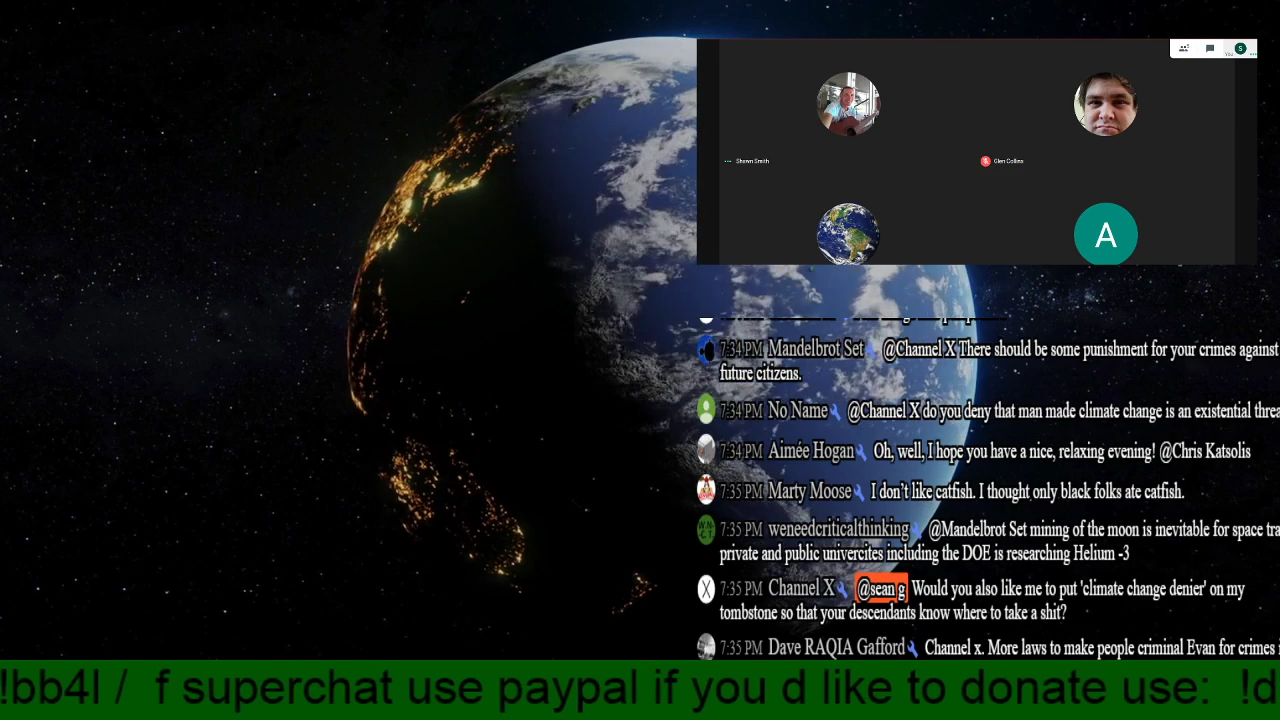 S
You
Shawn Smith
Glen Collins
A
7:34 PM Mandelbrot Set @Channel X There should be some punishment for your crimes against
future citizens.
7:34 PM No Name @Channel X do you deny that man made climate change is an existential threa
7:34 PM Aimée Hogan Oh, well, I hope you have a nice, relaxing evening! @Chris Katsolis
7:35 PM Marty Moose I don't like catfish. I thought only black folks ate catfish.
W.N.
C.T.
7:35 PM weneedcriticalthinking @Mandelbrot Set mining of the moon is inevitable for space tra
private and public univercites including the DOE is researching Helium -3
X 7:35 PM Channel X @sean g Would you also like me to put 'climate change denier' on my
tombstone so that your descendants know where to take a shit?
7:35 PM Dave RAQIA Gafford Channel x. More laws to make people criminal Evan for crimes i
!bb4l / f superchat use paypal if you d like to donate use: !d